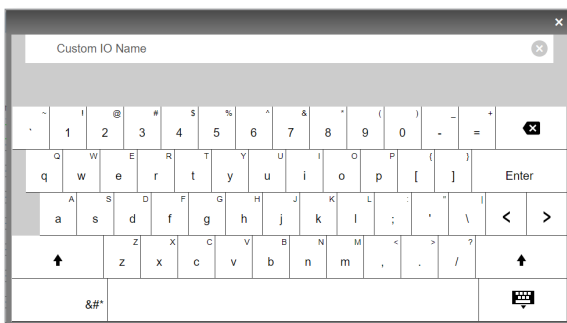 Custom IO Name
~ ! @ # $ % ^ & * ( ) _ +
` 1 2 3 4 5 6 7 8 9 0 - =
Q W E R T Y U I O P { }
q w e r t y u i o p [ ] Enter
A S D F G H J K L : " |
a s d f g h j k l ; ' \ < >
Z X C V B N M < > ?
z x c v b n m , . /
&#*